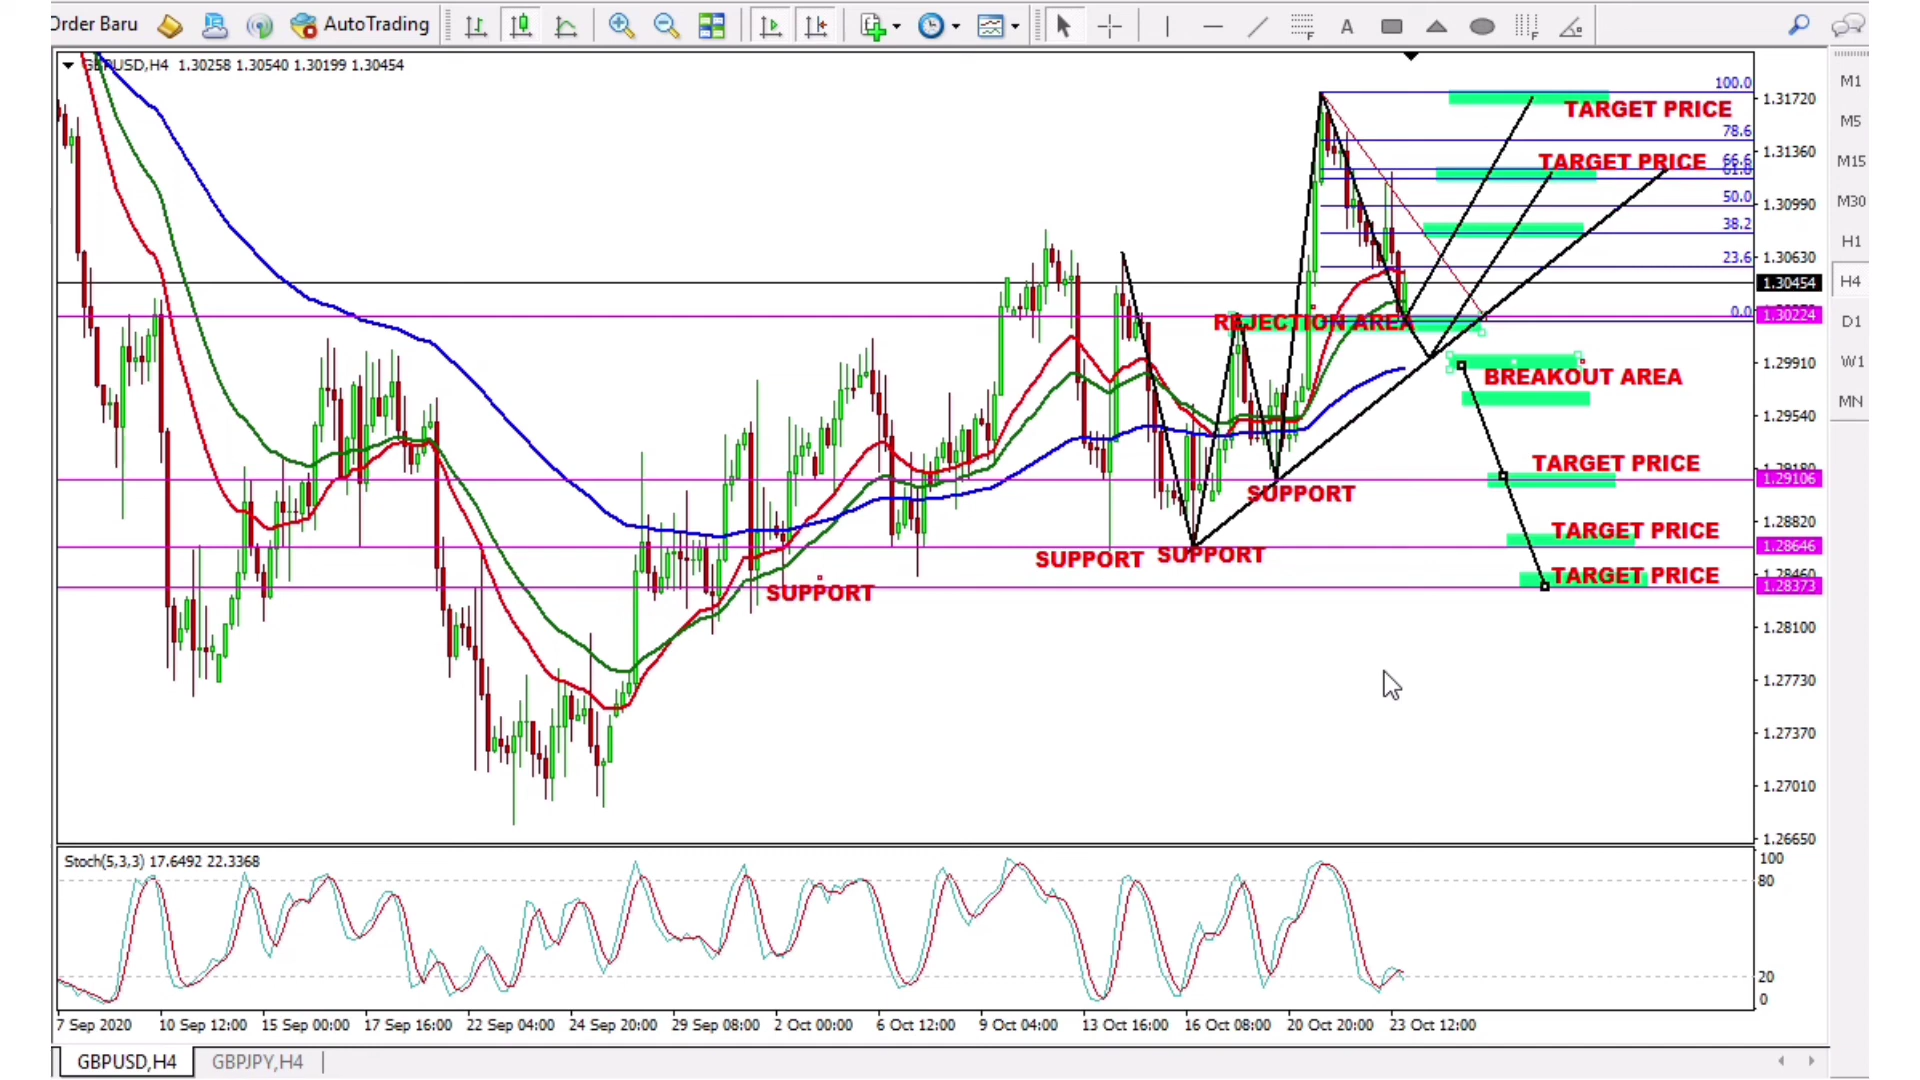 Order Baru AutoTrading
GBPUSD,H4 1.30258 1.30540 1.30199 1.30454
100.0
78.6
66.6
61.8
50.0
38.2
23.6
0.0
TARGET PRICE
TARGET PRICE
REJECTION AREA
BREAKOUT AREA
TARGET PRICE
SUPPORT
TARGET PRICE
SUPPORT
SUPPORT
TARGET PRICE
SUPPORT
1.31720
1.31360
1.30990
1.30630
1.30454
1.30224
1.29910
1.29540
1.29180
1.29106
1.28820
1.28646
1.28460
1.28373
1.28100
1.27730
1.27370
1.27010
1.26650
M1
M5
M15
M30
H1
H4
D1
W1
MN
Stoch(5,3,3) 17.6492 22.3368
100
80
20
0
7 Sep 2020 10 Sep 12:00 15 Sep 00:00 17 Sep 16:00 22 Sep 04:00 24 Sep 20:00 29 Sep 08:00 2 Oct 00:00 6 Oct 12:00 9 Oct 04:00 13 Oct 16:00 16 Oct 08:00 20 Oct 20:00 23 Oct 12:00
GBPUSD,H4 GBPJPY,H4